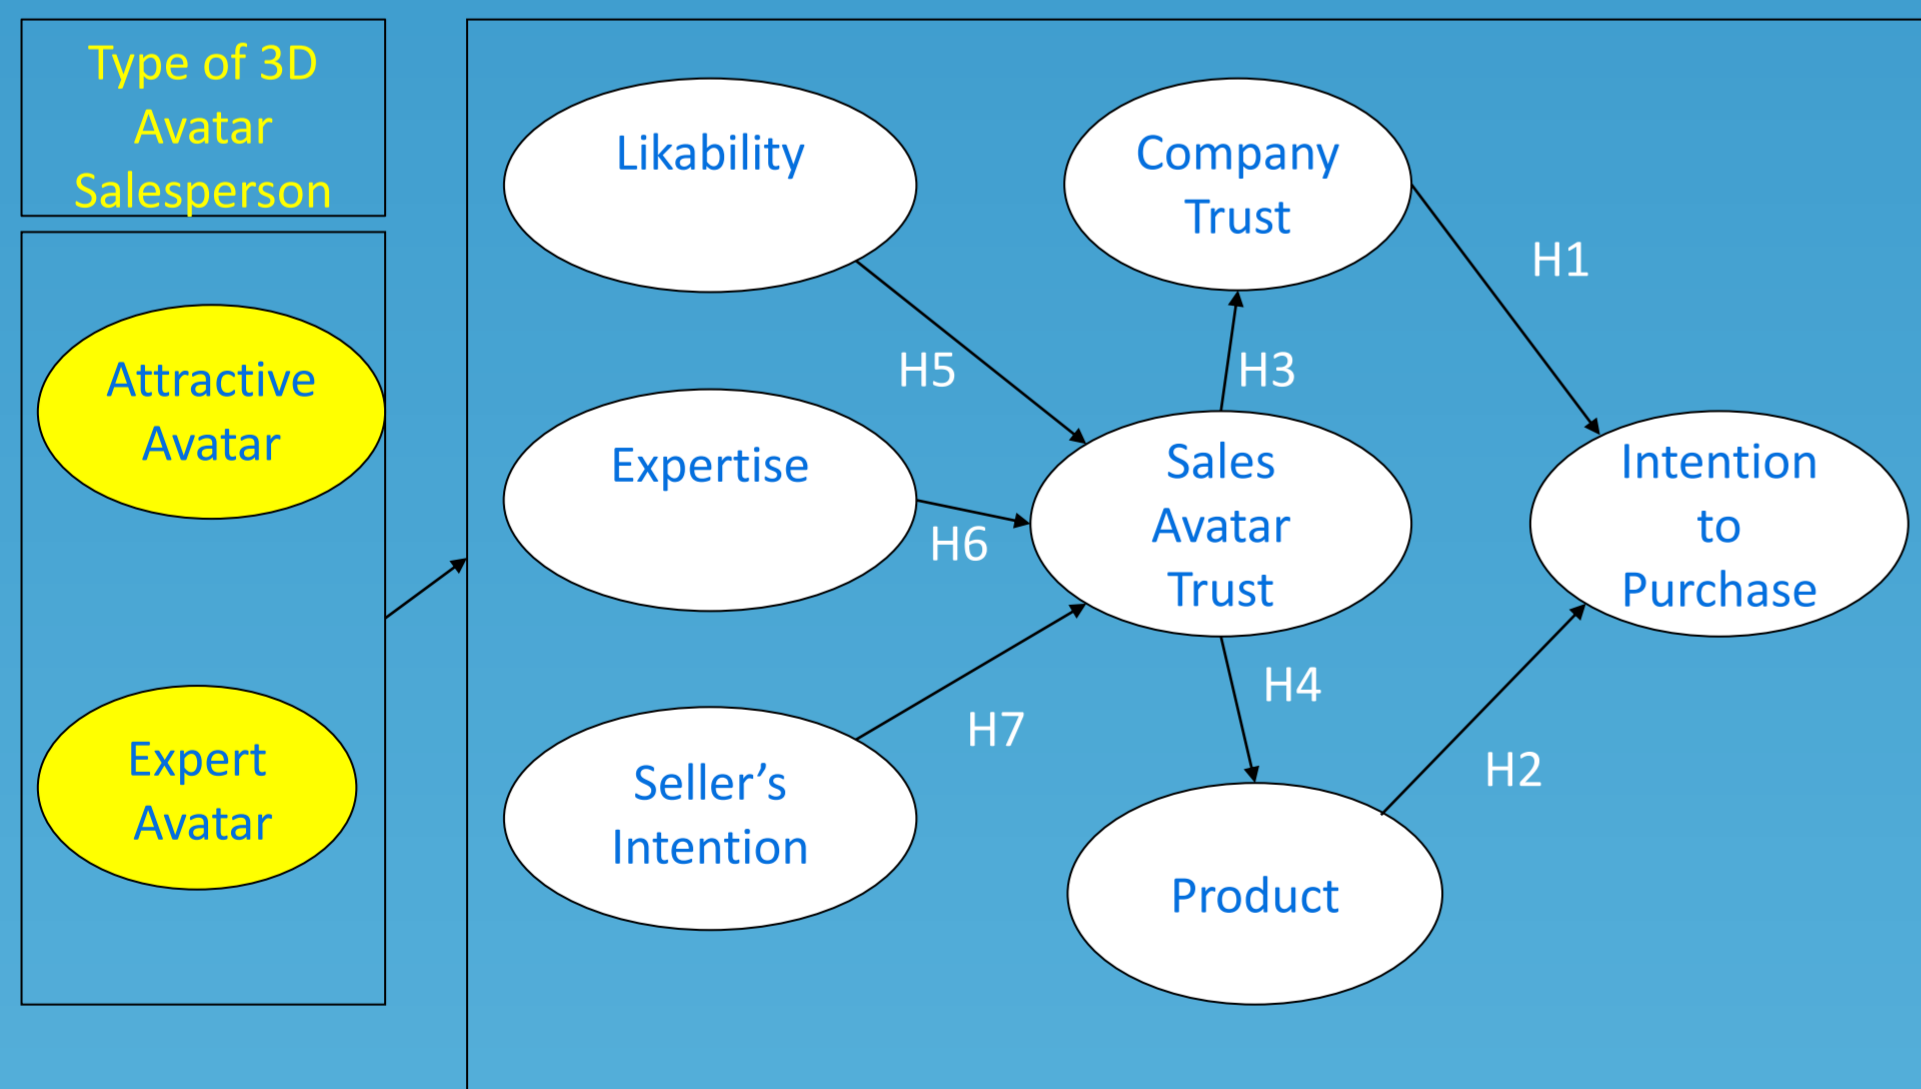 Type of 3D
Avatar
Salesperson
Attractive
Avatar
Expert
Avatar
Likability
Company
Trust
H1
H5
H3
Expertise
Sales
Avatar
Trust
Intention
to
Purchase
H6
H4
H7
H2
Seller’s
Intention
Product